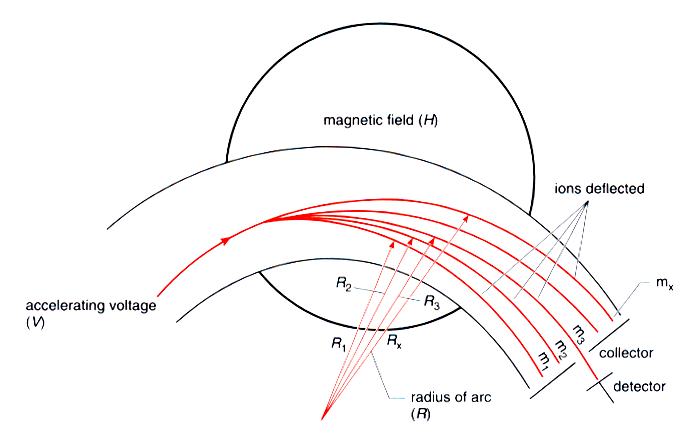 magnetic field (H)
ions deflected
accelerating voltage
(V)
R2
R3
R1
Rx
mx
m1
m2
m3
collector
detector
radius of arc
(R)